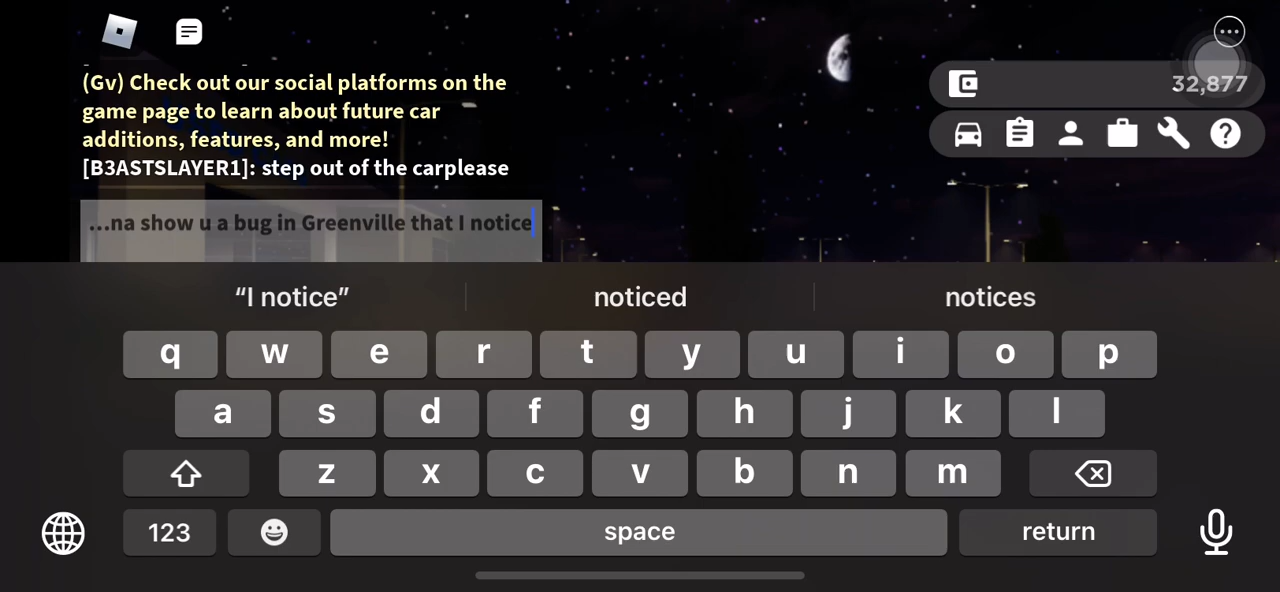 (Gv) Check out our social platforms on the
game page to learn about future car
additions, features, and more!
[B3ASTSLAYER1]: step out of the carplease
...na show u a bug in Greenville that I notice
32,877
“I notice” noticed notices
q w e r t y u i o p
a s d f g h j k l
z x c v b n m
123 space return